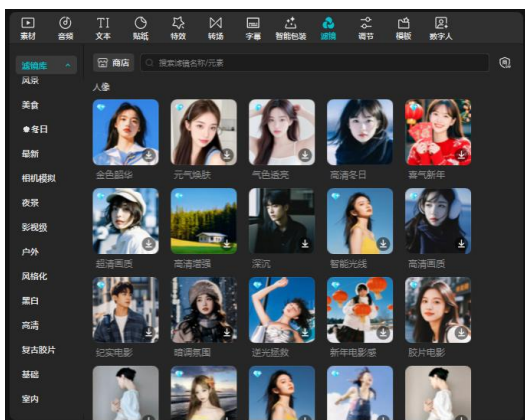 素材 音频 文本 贴纸 特效 转场 字幕 智能包装 滤镜 调节 模板 数字人
滤镜库 商店 搜索滤镜名称/元素
风景
人像
美食
冬日
最新
相机模拟
夜景
影视级
户外
风格化
黑白
高清
复古胶片
基础
室内
金色韶华 元气焕肤 气色透亮 高清冬日 喜气新年
超清画质 高清增强 深沉 智能光线 高清画质
纪实电影 暗调氛围 逆光拯救 新年电影感 胶片电影